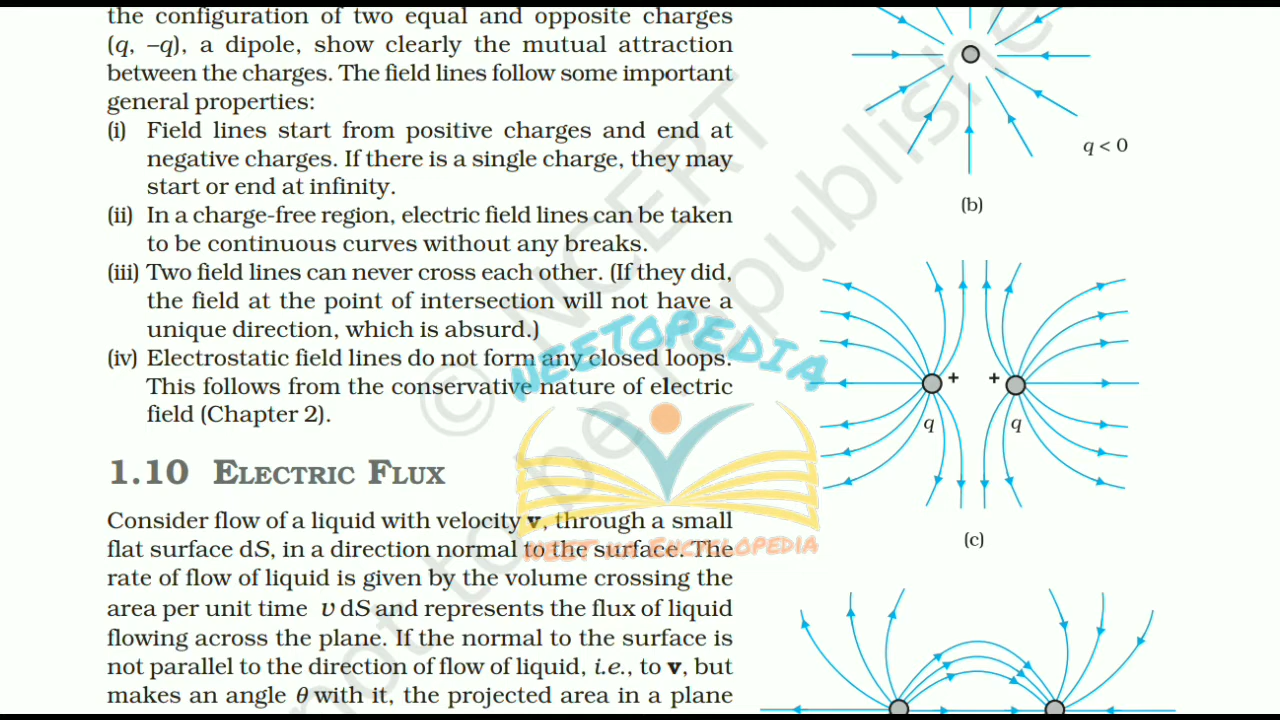 the configuration of two equal and opposite charges
(q, –q), a dipole, show clearly the mutual attraction
between the charges. The field lines follow some important
general properties:
(i) Field lines start from positive charges and end at
negative charges. If there is a single charge, they may
start or end at infinity.
(ii) In a charge-free region, electric field lines can be taken
to be continuous curves without any breaks.
(iii) Two field lines can never cross each other. (If they did,
the field at the point of intersection will not have a
unique direction, which is absurd.)
(iv) Electrostatic field lines do not form any closed loops.
This follows from the conservative nature of electric
field (Chapter 2).
1.10 ELECTRIC FLUX
Consider flow of a liquid with velocity v, through a small
flat surface dS, in a direction normal to the surface. The
rate of flow of liquid is given by the volume crossing the
area per unit time v dS and represents the flux of liquid
flowing across the plane. If the normal to the surface is
not parallel to the direction of flow of liquid, i.e., to v, but
makes an angle θ with it, the projected area in a plane
q < 0
(b)
+ +
q q
(c)
© NCERT
not to be republishe
NEETOPEDIA
NEET KA ENCYCLOPEDIA